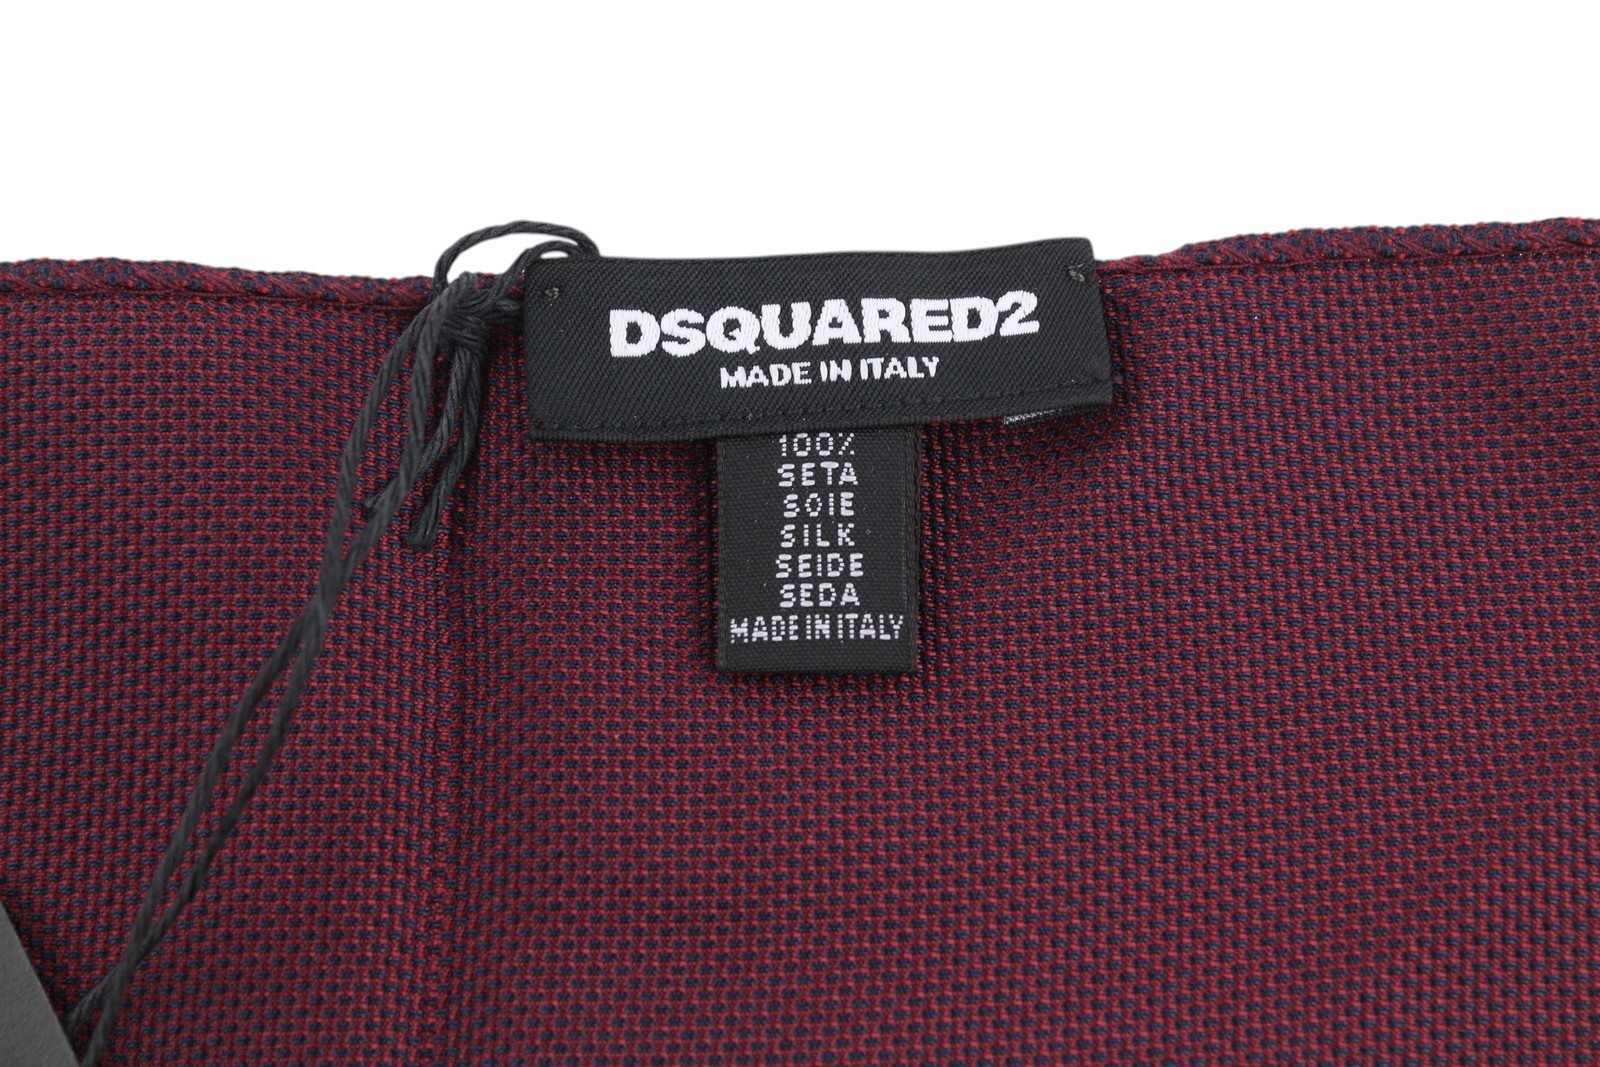 DSQUARED2
MADE IN ITALY
100%
SETA
SOIE
SILK
SEIDE
SEDA
MADE IN ITALY